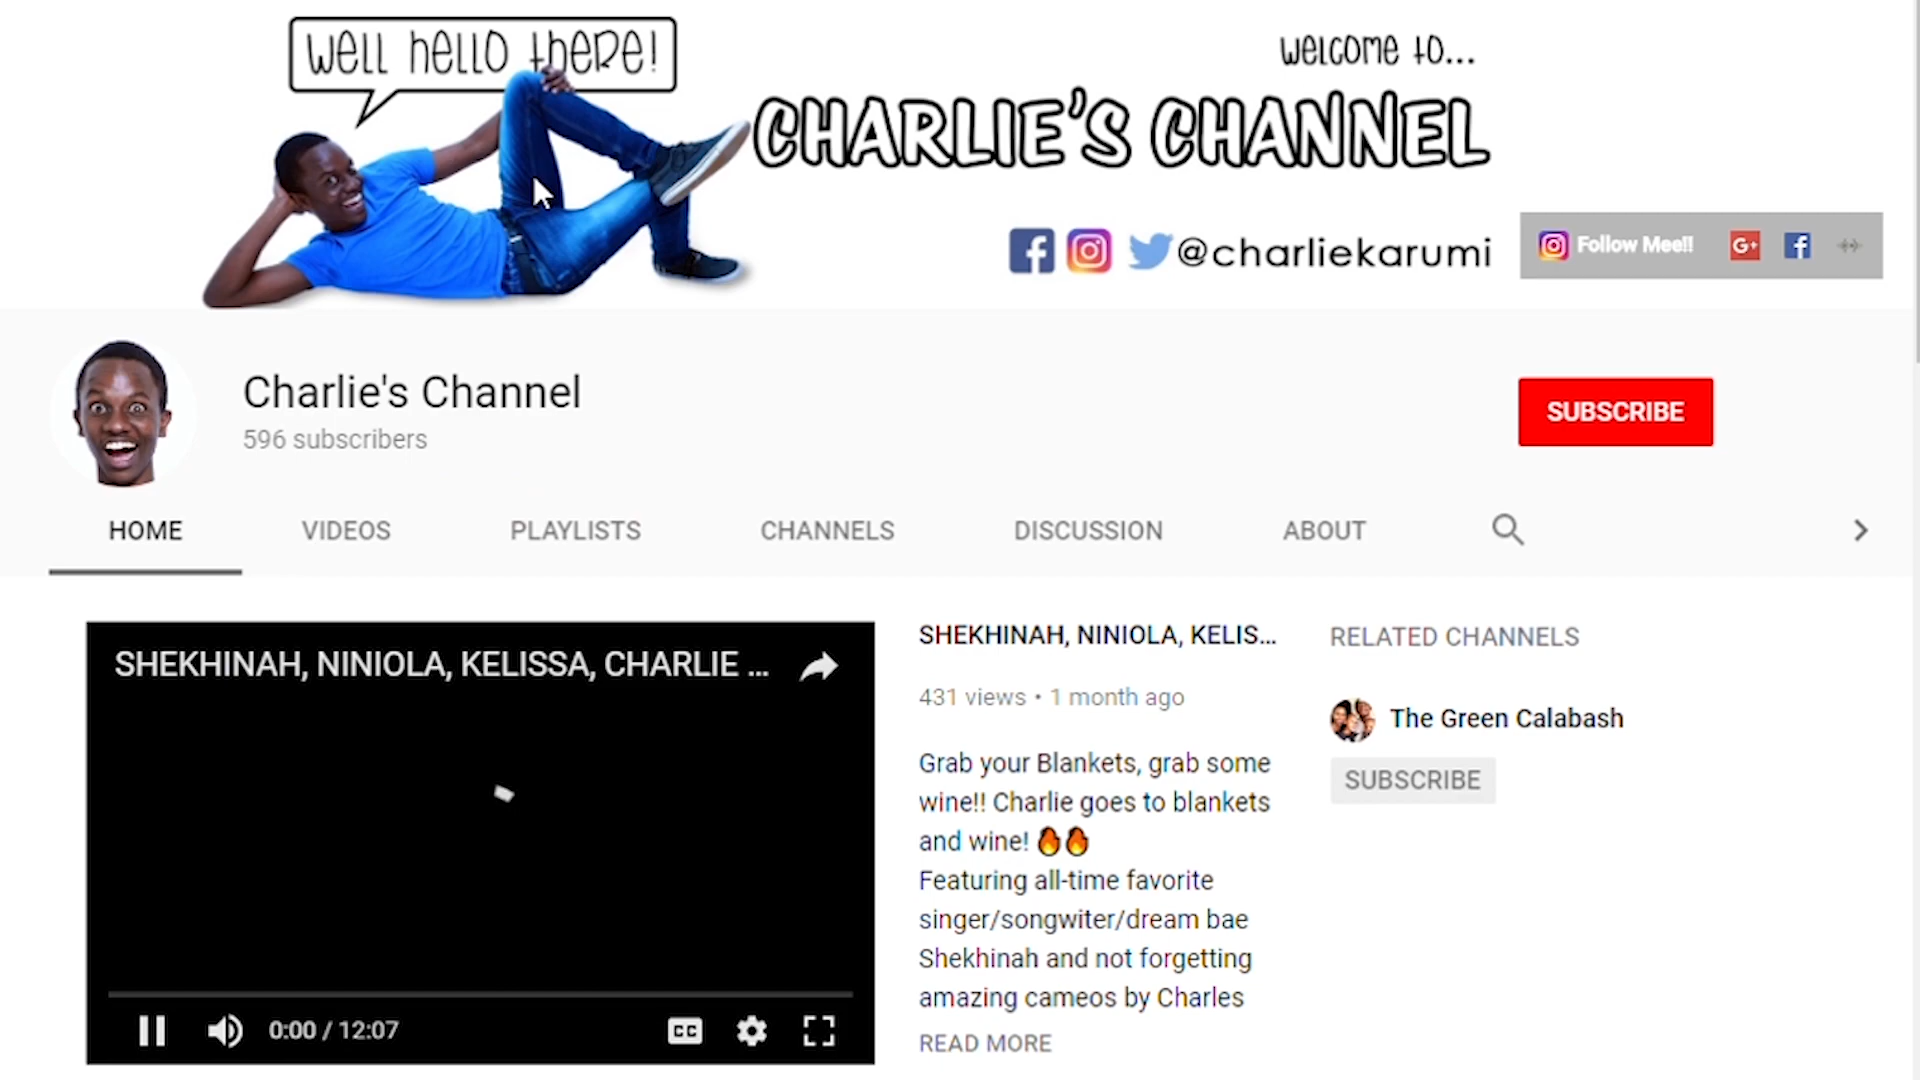 Well hello there!
Welcome to...
CHARLIE'S CHANNEL
@charliekarumi
Follow Mee!!
G+
Charlie's Channel
596 subscribers
SUBSCRIBE
HOME
VIDEOS
PLAYLISTS
CHANNELS
DISCUSSION
ABOUT
SHEKHINAH, NINIOLA, KELISSA, CHARLIE ...
0:00 / 12:07
CC
SHEKHINAH, NINIOLA, KELIS...
431 views • 1 month ago
Grab your Blankets, grab some
wine!! Charlie goes to blankets
and wine! 🔥🔥
Featuring all-time favorite
singer/songwiter/dream bae
Shekhinah and not forgetting
amazing cameos by Charles
READ MORE
RELATED CHANNELS
The Green Calabash
SUBSCRIBE